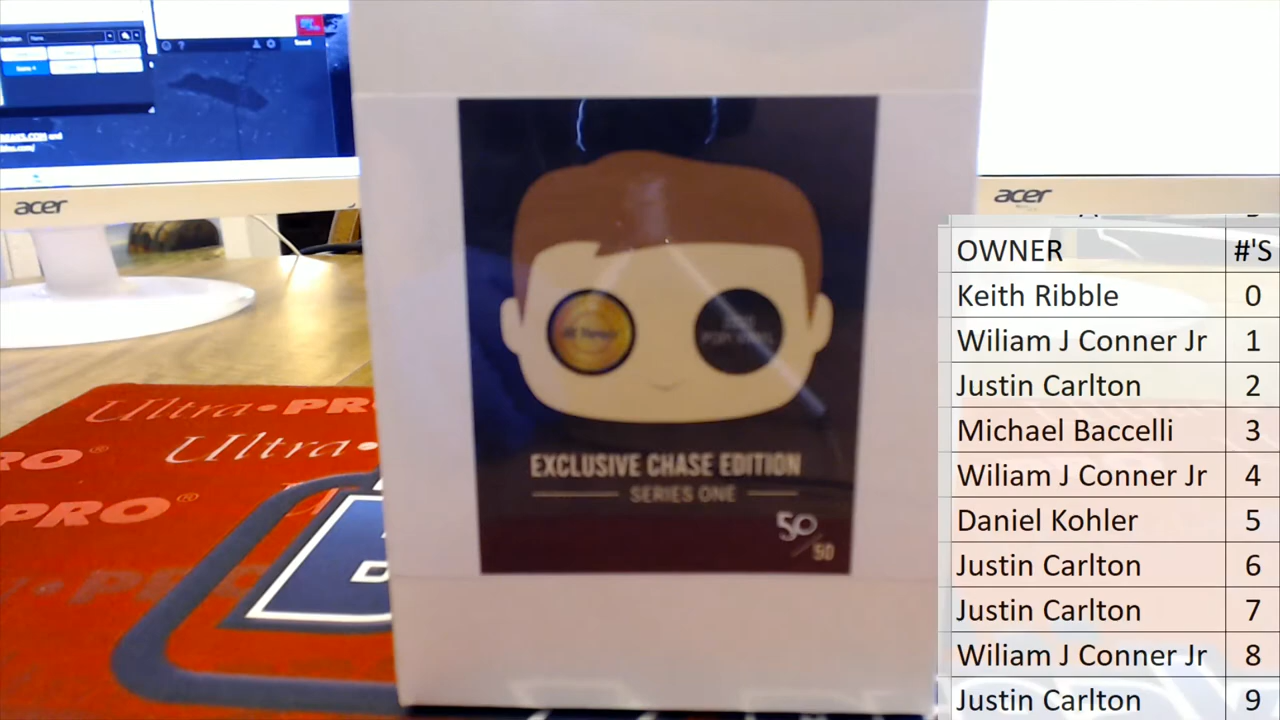 acer
acer
OWNER #'S
Keith Ribble 0
Wiliam J Conner Jr 1
Justin Carlton 2
Michael Baccelli 3
Wiliam J Conner Jr 4
Daniel Kohler 5
Justin Carlton 6
Justin Carlton 7
Wiliam J Conner Jr 8
Justin Carlton 9
EXCLUSIVE CHASE EDITION
SERIES ONE
50
/50
Ultra•PRO
Ultra•
RO®
PRO®